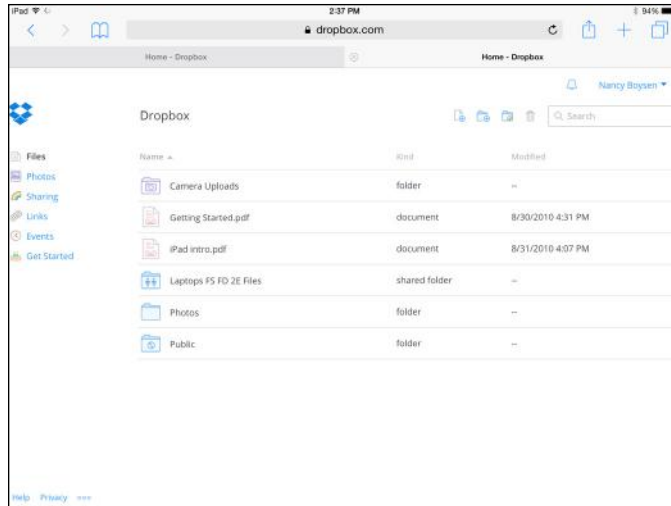 iPad 2:37 PM 94%
dropbox.com
Home - Dropbox Home - Dropbox
Nancy Boysen
Dropbox Search
Files Name Kind Modified
Photos Camera Uploads folder --
Sharing
Links Getting Started.pdf document 8/30/2010 4:31 PM
Events iPad intro.pdf document 8/31/2010 4:07 PM
Get Started
Laptops FS FD 2E Files shared folder --
Photos folder --
Public folder --
Help Privacy